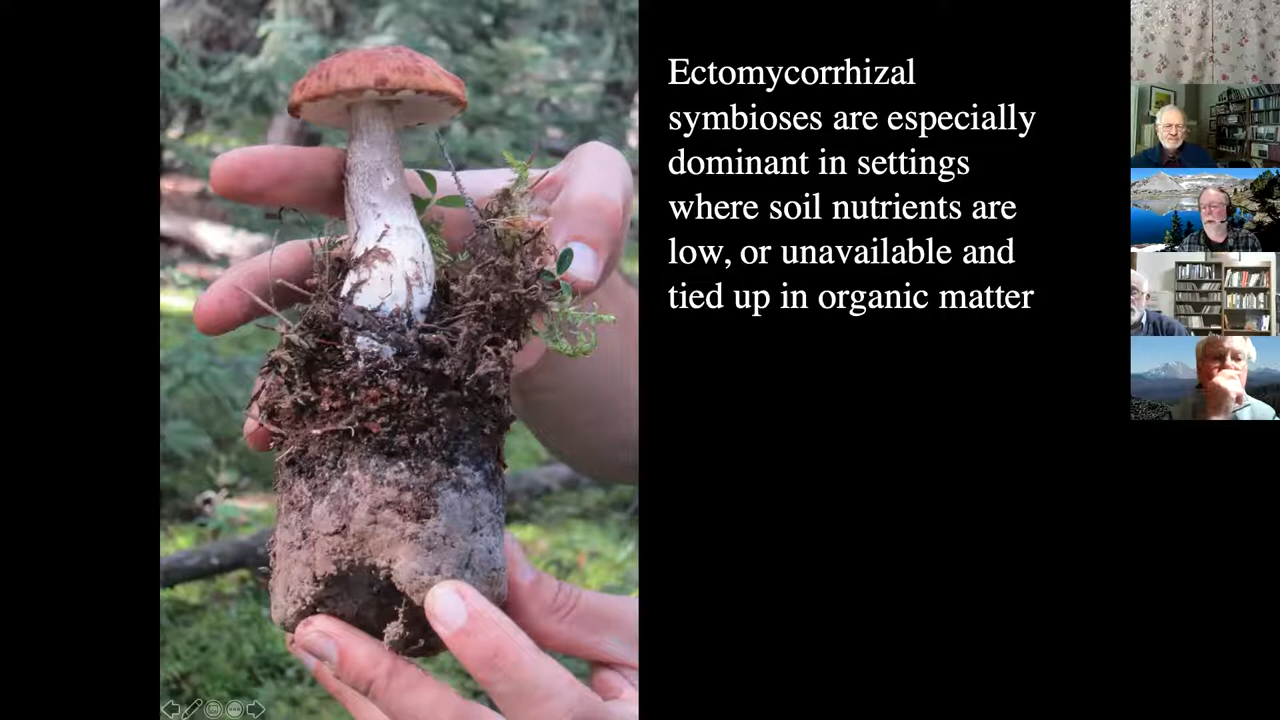 Ectomycorrhizal
symbioses are especially
dominant in settings
where soil nutrients are
low, or unavailable and
tied up in organic matter